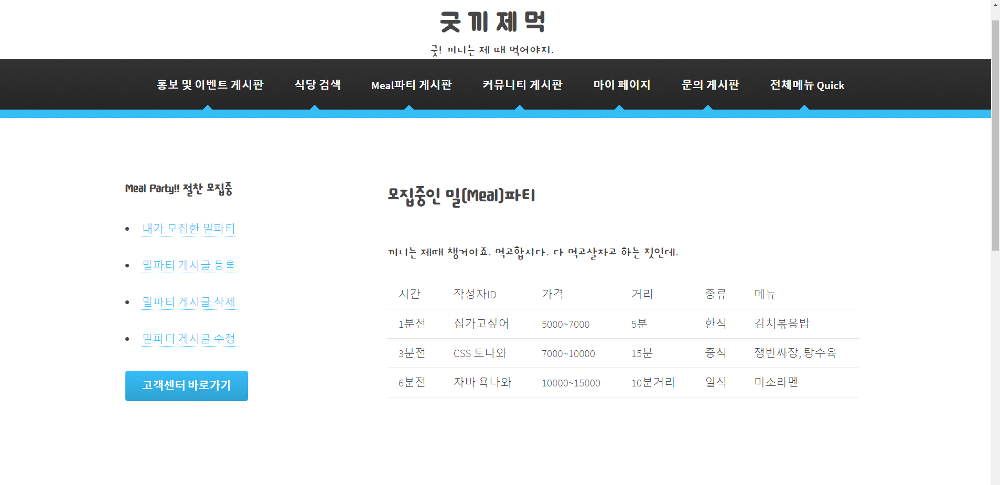 굿끼제먹
굿! 끼니는 제 때 먹어야지.
홍보 및 이벤트 게시판 식당 검색 Meal파티 게시판 커뮤니티 게시판 마이 페이지 문의 게시판 전체메뉴 Quick
Meal Party!! 절찬 모집중
내가 모집한 밀파티
밀파티 게시글 등록
밀파티 게시글 삭제
밀파티 게시글 수정
고객센터 바로가기
모집중인 밀(Meal)파티
끼니는 제때 챙겨야죠. 먹고합시다. 다 먹고살자고 하는 짓인데.
시간 작성자ID 가격 거리 종류 메뉴
1분전 집가고싶어 5000~7000 5분 한식 김치볶음밥
3분전 CSS 토나와 7000~10000 15분 중식 쟁반짜장, 탕수육
6분전 자바 욕나와 10000~15000 10분거리 일식 미소라멘